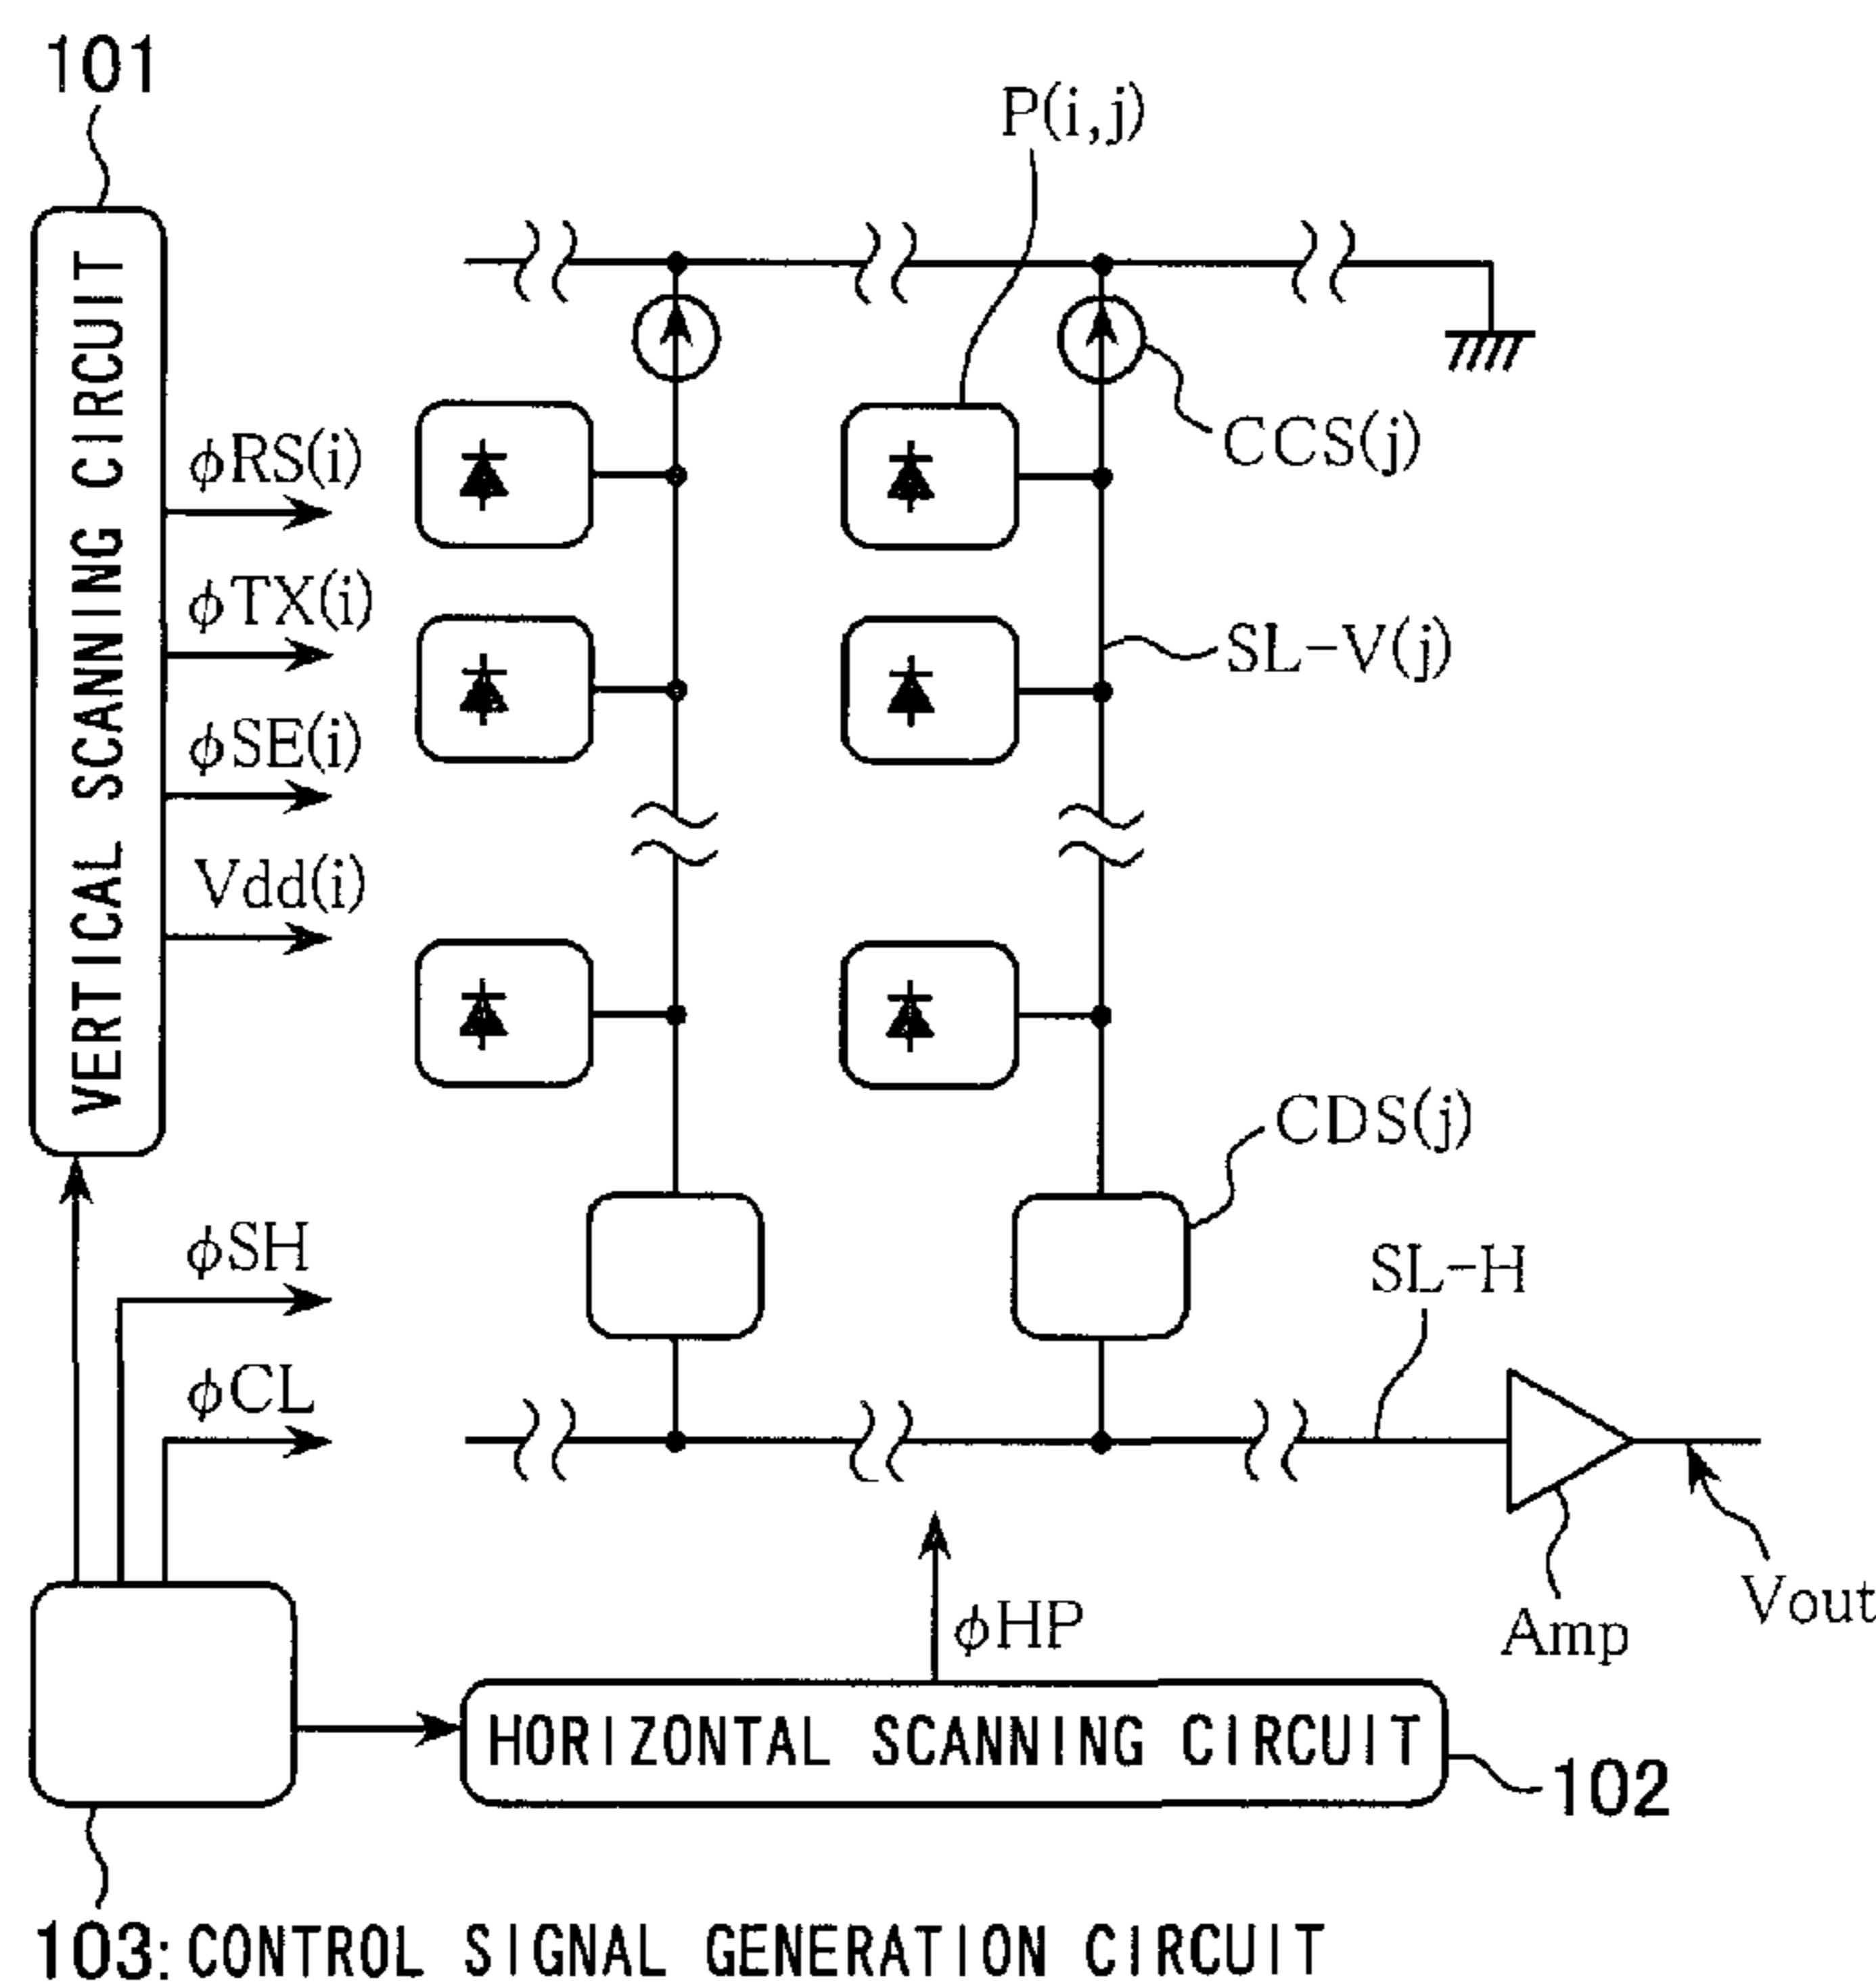 101
P(i,j)
VERTICAL SCANNING CIRCUIT
CCS(j)
ϕRS(i)
ϕTX(i)
SL-V(j)
ϕSE(i)
Vdd(i)
CDS(j)
ϕSH
SL-H
ϕCL
ϕHP
Amp
Vout
HORIZONTAL SCANNING CIRCUIT
102
103: CONTROL SIGNAL GENERATION CIRCUIT